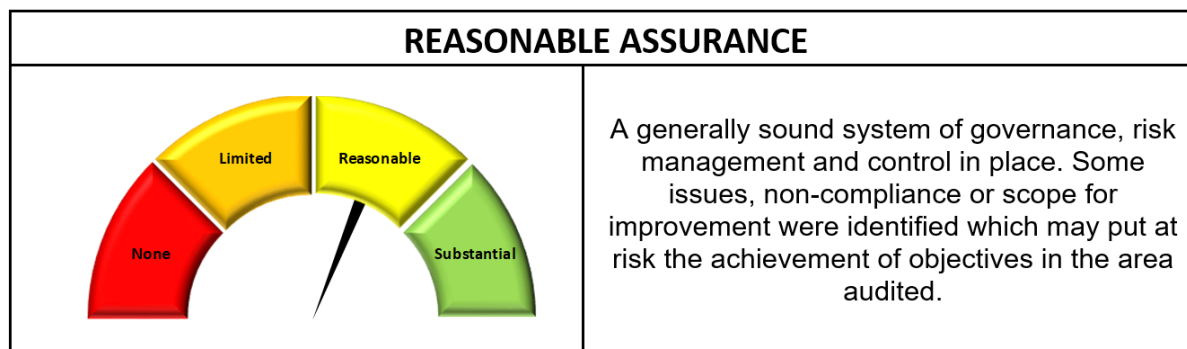 REASONABLE ASSURANCE
Limited
Reasonable
None
Substantial
A generally sound system of governance, risk
management and control in place. Some
issues, non-compliance or scope for
improvement were identified which may put at
risk the achievement of objectives in the area
audited.